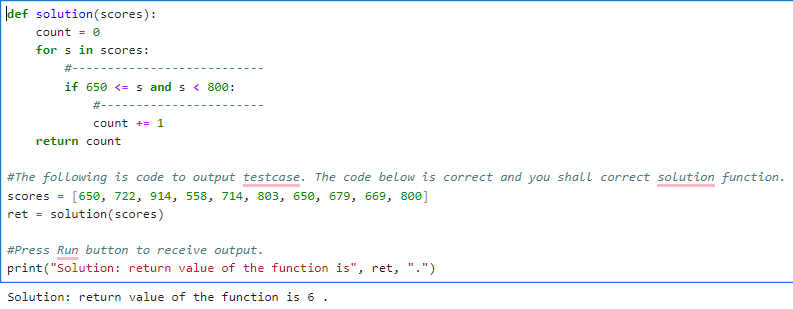 def solution(scores):
    count = 0
    for s in scores:
        #---------------------------
        if 650 <= s and s < 800:
            #-----------------------
            count += 1
    return count
#The following is code to output testcase. The code below is correct and you shall correct solution function.
scores = [650, 722, 914, 558, 714, 803, 650, 679, 669, 800]
ret = solution(scores)
#Press Run button to receive output.
print("Solution: return value of the function is", ret, ".")
Solution: return value of the function is 6 .